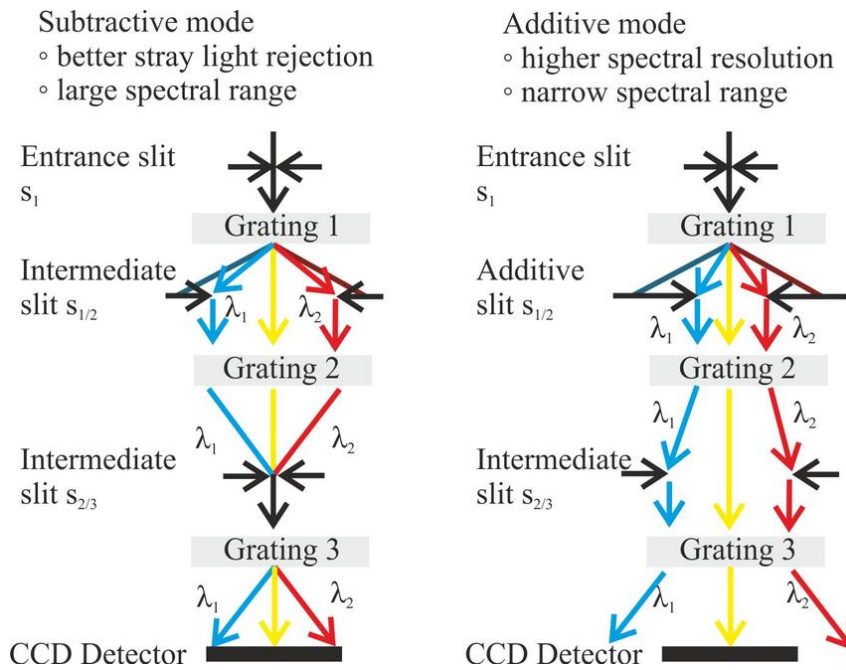 Subtractive mode
◦ better stray light rejection
◦ large spectral range
Entrance slit
s₁
Grating 1
Intermediate
slit s₁/₂
λ₁
λ₂
Grating 2
λ₁
λ₂
Intermediate
slit s₂/₃
Grating 3
λ₁
λ₂
CCD Detector
Additive mode
◦ higher spectral resolution
◦ narrow spectral range
Entrance slit
s₁
Grating 1
Additive
slit s₁/₂
λ₁
λ₂
Grating 2
λ₁
λ₂
Intermediate
slit s₂/₃
Grating 3
λ₁
λ₂
CCD Detector